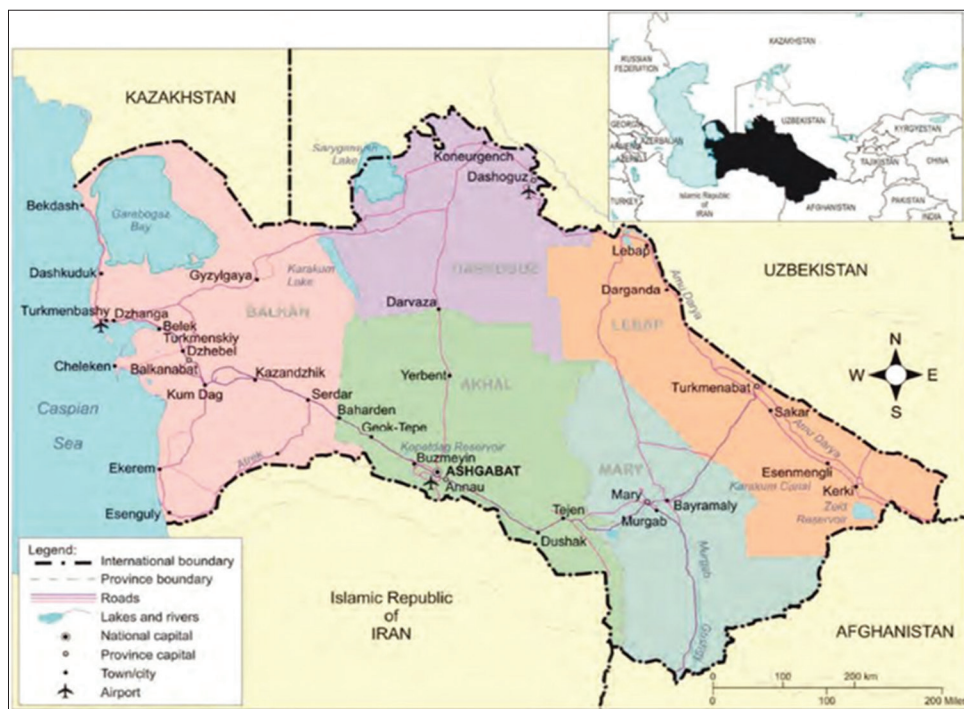 KAZAKHSTAN
RUSSIAN
FEDERATION
KAZAKHSTAN
GEORGIA
AZERBAIJAN
UZBEKISTAN
KYRGYZSTAN
TAJIKISTAN
CHINA
TURKEY
Islamic Republic
of
IRAN
AFGHANISTAN
PAKISTAN
INDIA
Sarygamysh
Lake
Koneurgench
Dashoguz
Bekdash
Garabogaz
Bay
DASHOGUZ
Lebap
UZBEKISTAN
Dashkuduk
Gyzylgaya
Karakum
Lake
Darganda
Amu Darya
Turkmenbashy
Dzhanga
BALKAN
Darvaza
LEBAP
Belek
Turkmenskiy
Dzhebel
Cheleken
Balkanabat
Kazandzhik
Yerbent
AKHAL
Turkmenabat
N
W
E
S
Kum Dag
Serdar
Caspian
Sea
Baharden
Sakar
Geok-Tepe
Amu Darya
Kopetdag Reservoir
Ekerem
Atrek
Buzmeyin
ASHGABAT
Annau
MARY
Esenmengli
Karakum Canal
Kerki
Zuid
Reservoir
Mary
Bayramaly
Esenguly
Tejen
Murgab
Dushak
Murgab
Legend:
International boundary
Province boundary
Roads
Lakes and rivers
National capital
Province capital
Town/city
Airport
Islamic Republic
of
IRAN
AFGHANISTAN
0 100 200 km
0 100 200 Miles